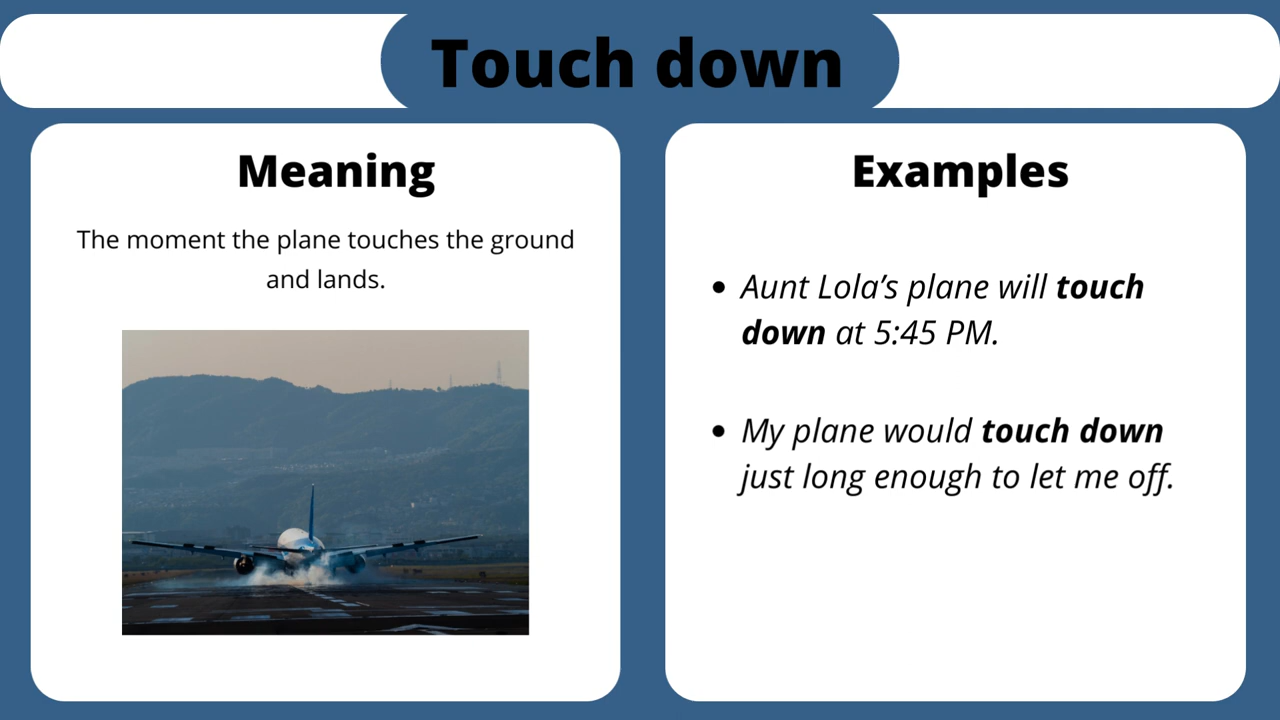 Touch down
Meaning
The moment the plane touches the ground
and lands.
Examples
• Aunt Lola’s plane will touch
down at 5:45 PM.
• My plane would touch down
just long enough to let me off.